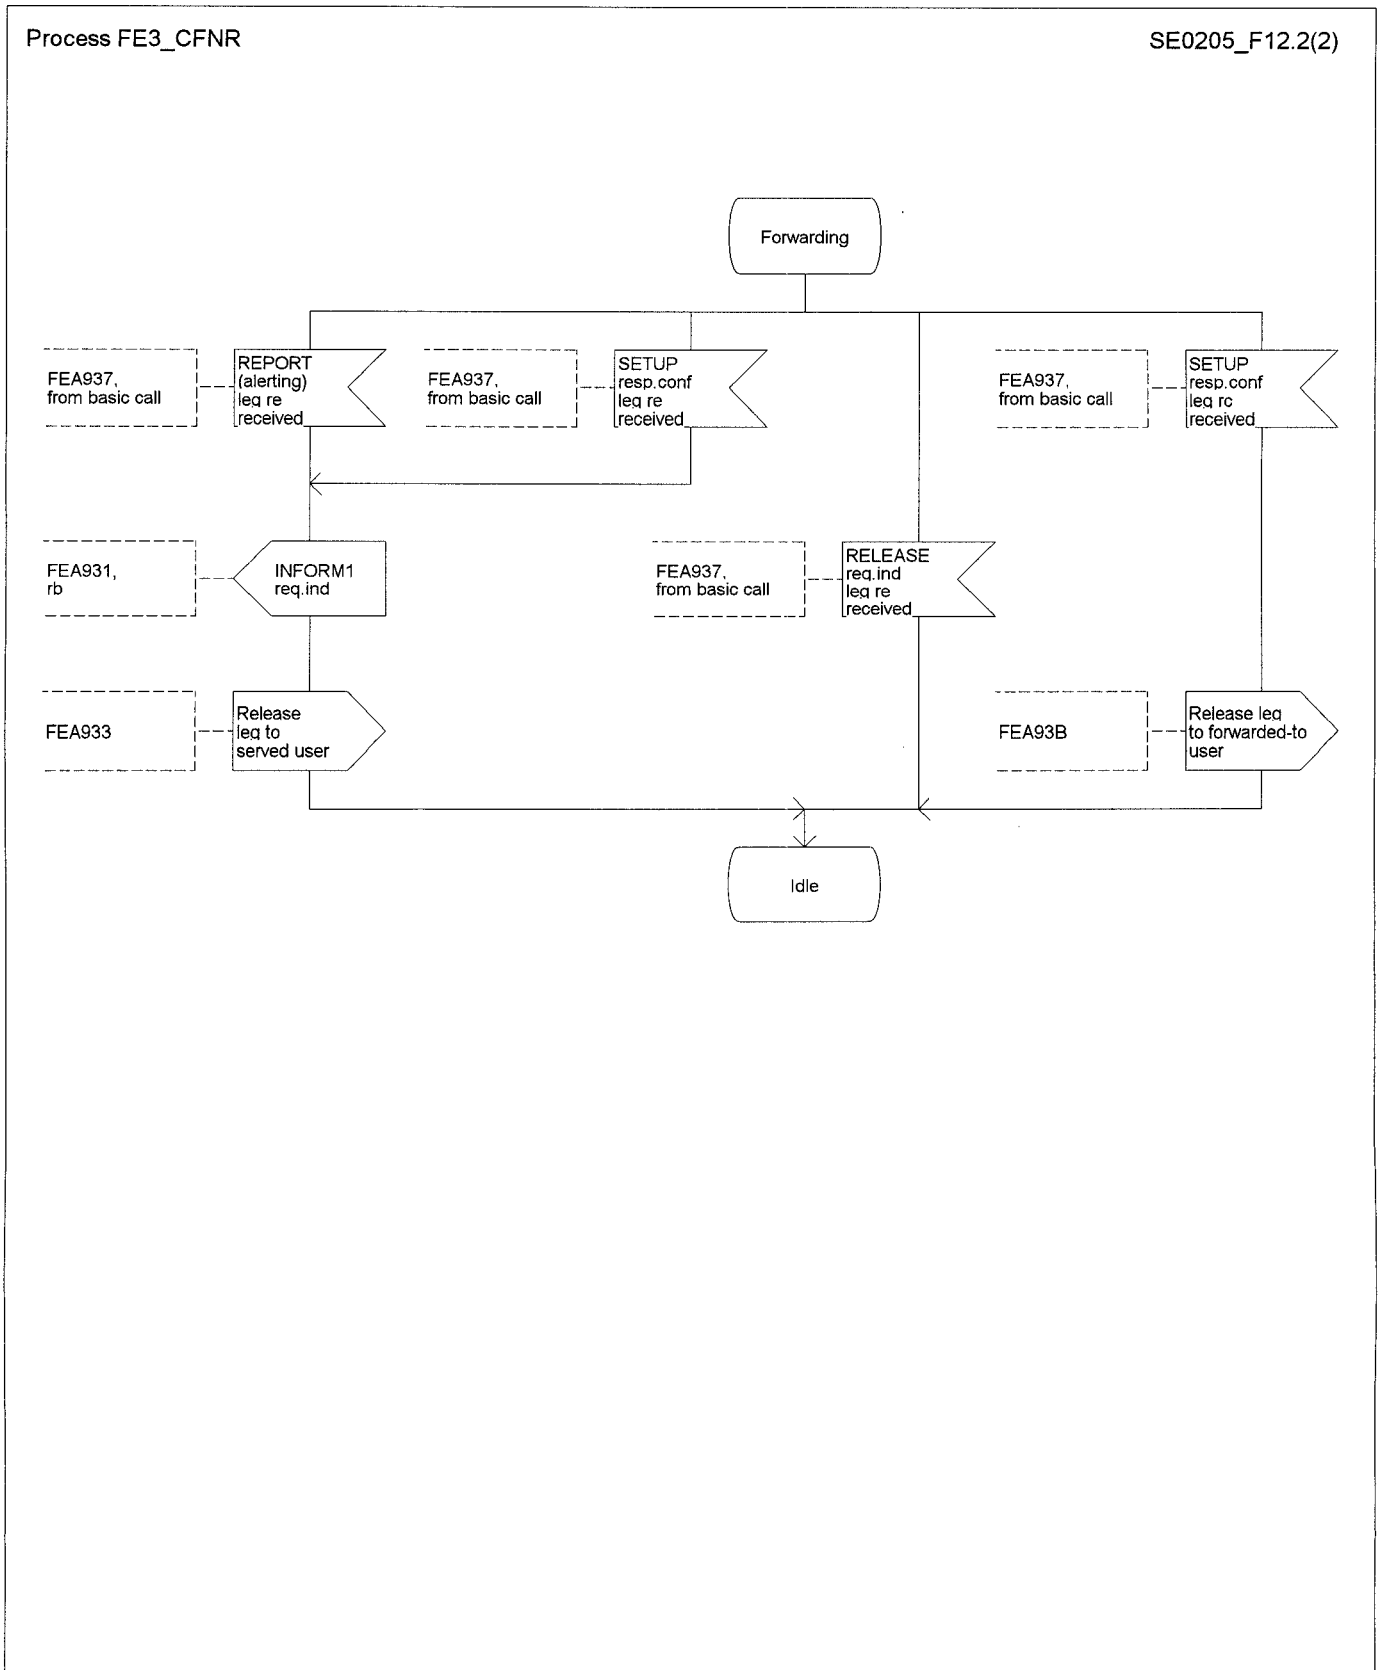 Process FE3_CFNR
SE0205_F12.2(2)
Forwarding
FEA937,
from basic call
REPORT
(alerting)
leg re
received
FEA937,
from basic call
SETUP
resp.conf
leg re
received
FEA937,
from basic call
SETUP
resp.conf
leg rc
received
FEA931,
rb
INFORM1
req.ind
FEA937,
from basic call
RELEASE
req.ind
leg re
received
FEA933
Release
leg to
served user
FEA93B
Release leg
to forwarded-to
user
Idle